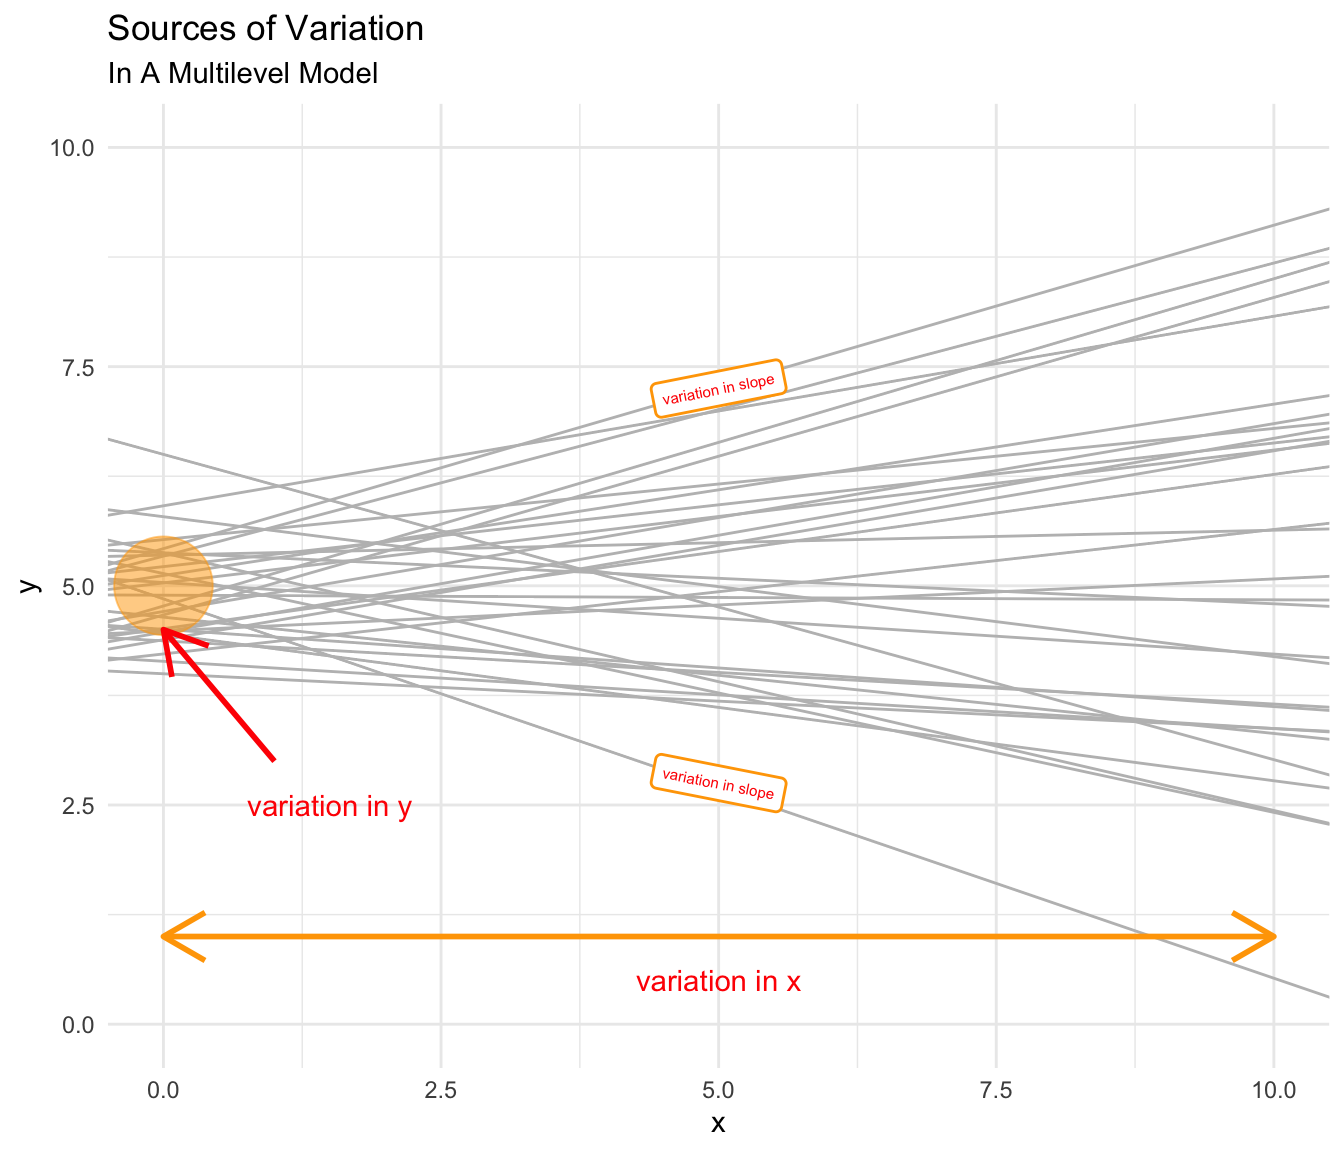 Sources of Variation
In A Multilevel Model
10.0
7.5
variation in slope
y
5.0
variation in slope
2.5
variation in y
variation in x
0.0
0.0 2.5 5.0 7.5 10.0
x